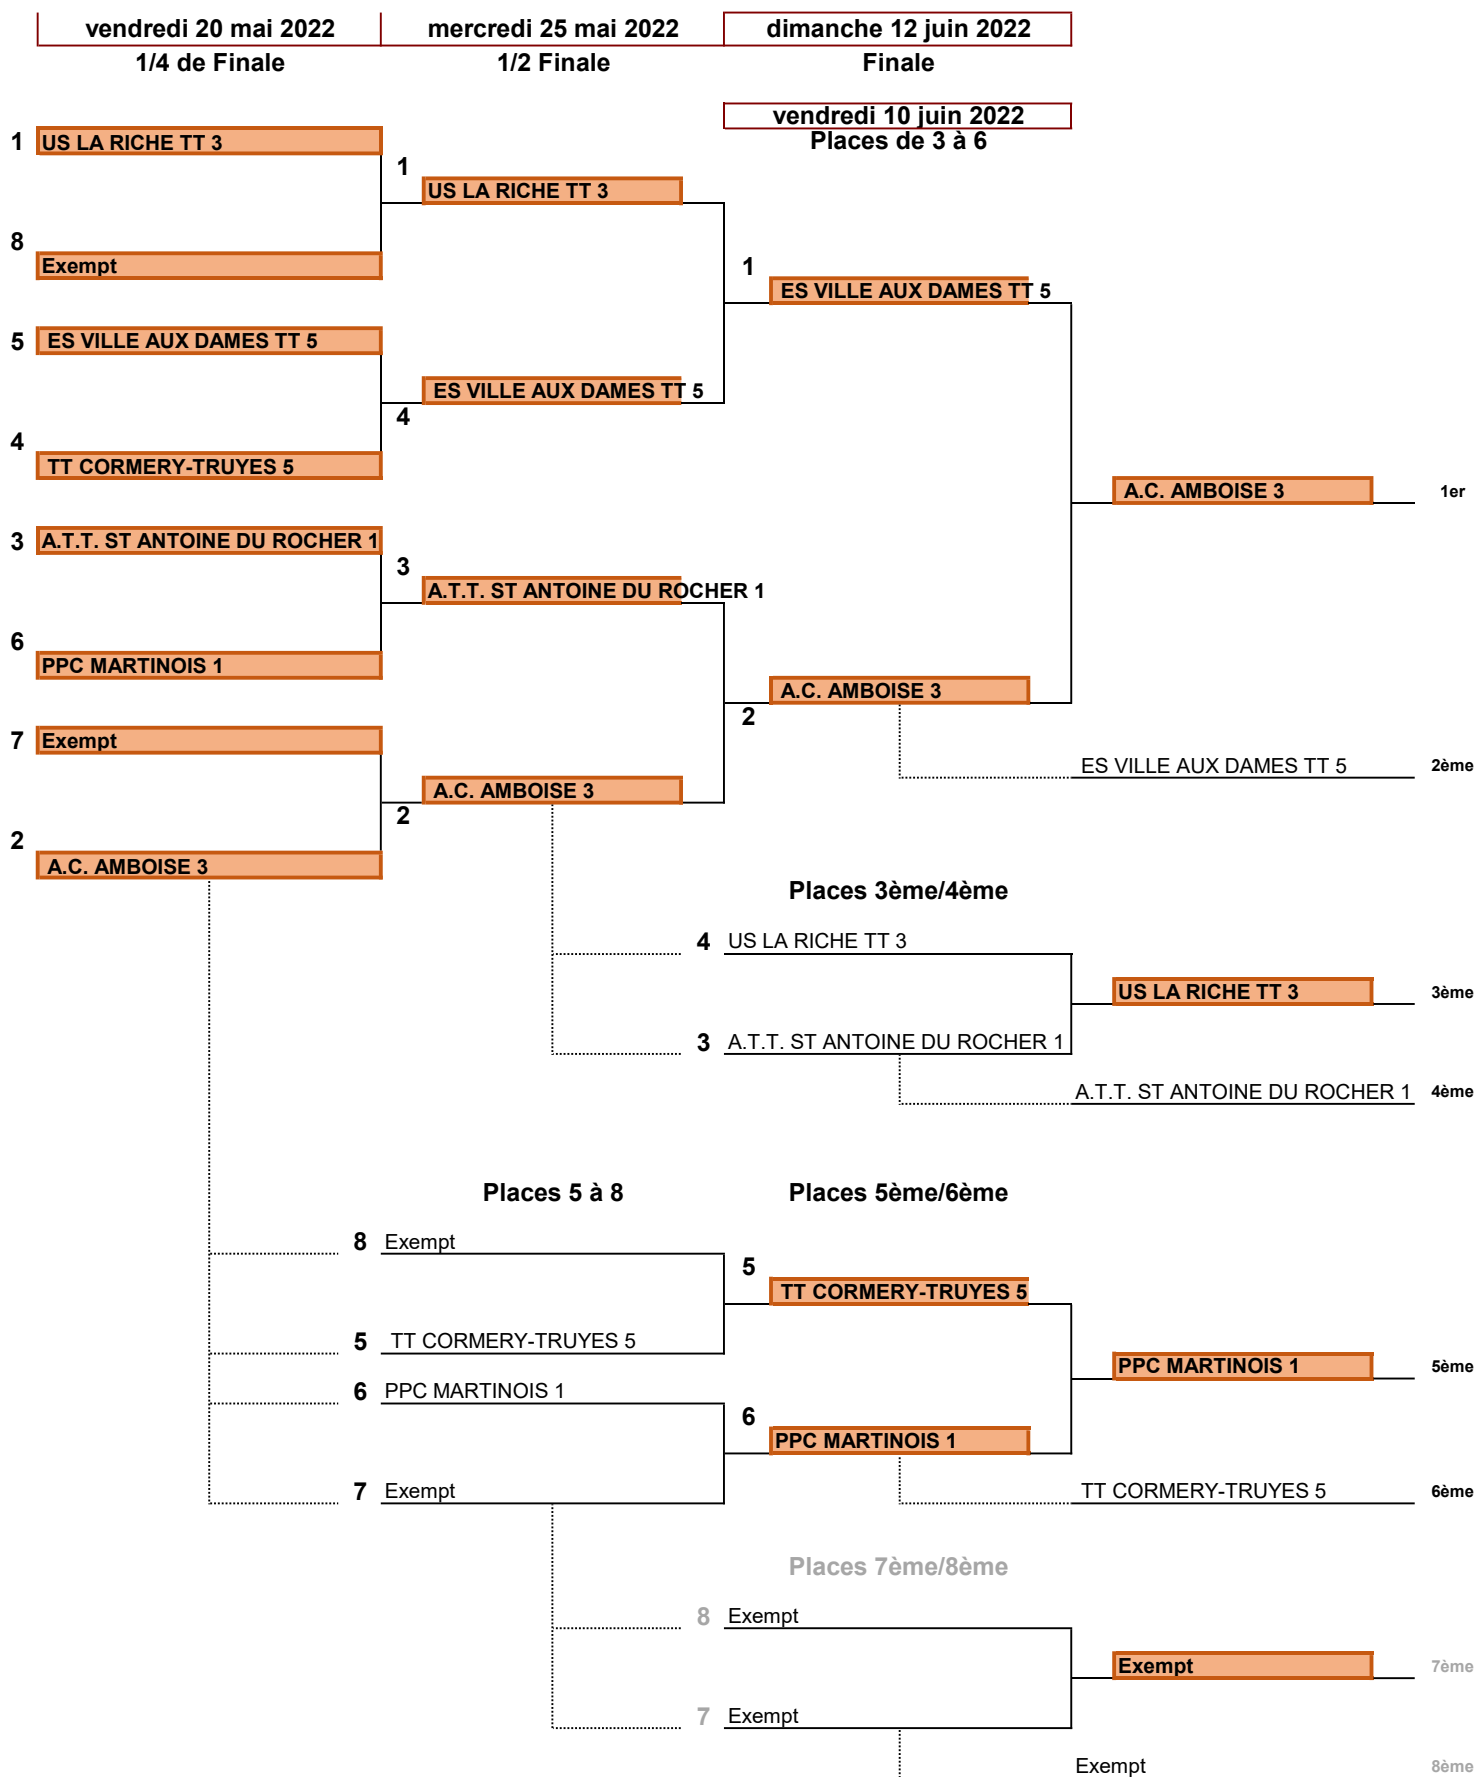 vendredi 20 mai 2022 mercredi 25 mai 2022 dimanche 12 juin 2022
1/4 de Finale 1/2 Finale Finale
vendredi 10 juin 2022
1 US LA RICHE TT 3 Places de 3 à 6
1
US LA RICHE TT 3
8
Exempt
1
ES VILLE AUX DAMES TT 5
5 ES VILLE AUX DAMES TT 5
ES VILLE AUX DAMES TT 5
4
4
TT CORMERY-TRUYES 5
A.C. AMBOISE 3 1er
3 A.T.T. ST ANTOINE DU ROCHER 1
3
A.T.T. ST ANTOINE DU ROCHER 1
6
PPC MARTINOIS 1
A.C. AMBOISE 3
2
7 Exempt
ES VILLE AUX DAMES TT 5 2ème
A.C. AMBOISE 3
2
2
A.C. AMBOISE 3
Places 3ème/4ème
4 US LA RICHE TT 3
US LA RICHE TT 3 3ème
3 A.T.T. ST ANTOINE DU ROCHER 1
A.T.T. ST ANTOINE DU ROCHER 1 4ème
Places 5 à 8 Places 5ème/6ème
8 Exempt
5
TT CORMERY-TRUYES 5
5 TT CORMERY-TRUYES 5
PPC MARTINOIS 1 5ème
6 PPC MARTINOIS 1
6
PPC MARTINOIS 1
7 Exempt
TT CORMERY-TRUYES 5 6ème
Places 7ème/8ème
8 Exempt
Exempt 7ème
7 Exempt
Exempt 8ème